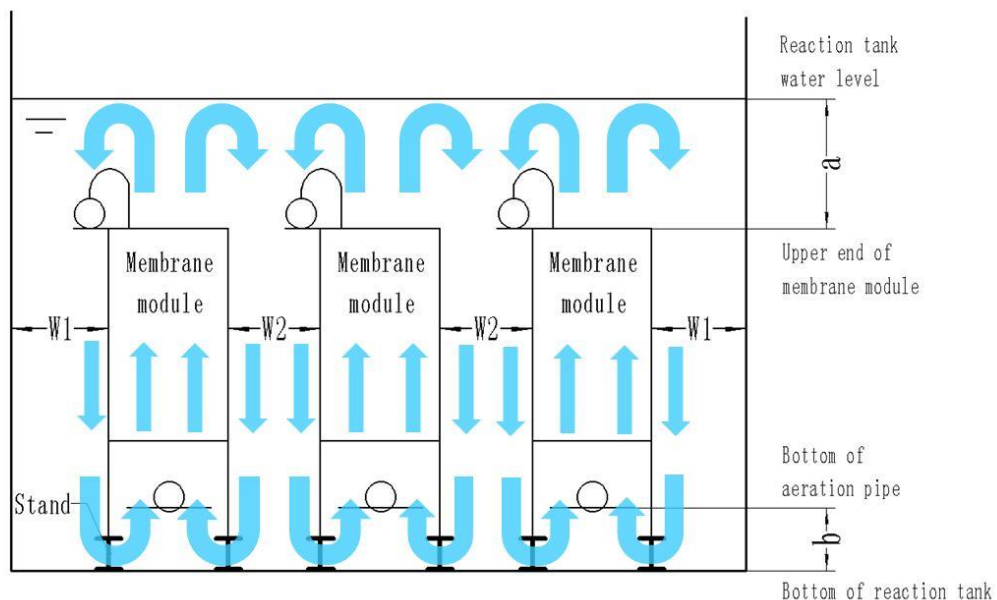 Reaction tank
water level
a
Membrane
module
Membrane
module
Membrane
module
Upper end of
membrane module
W1
W2
W2
W1
Bottom of
aeration pipe
Stand
b
Bottom of reaction tank